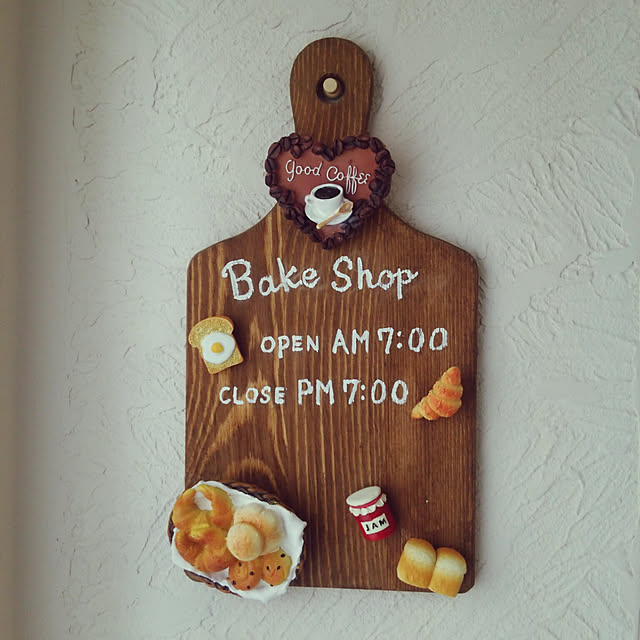 Good Coffee
Bake Shop
OPEN AM 7:00
CLOSE PM 7:00
JAM